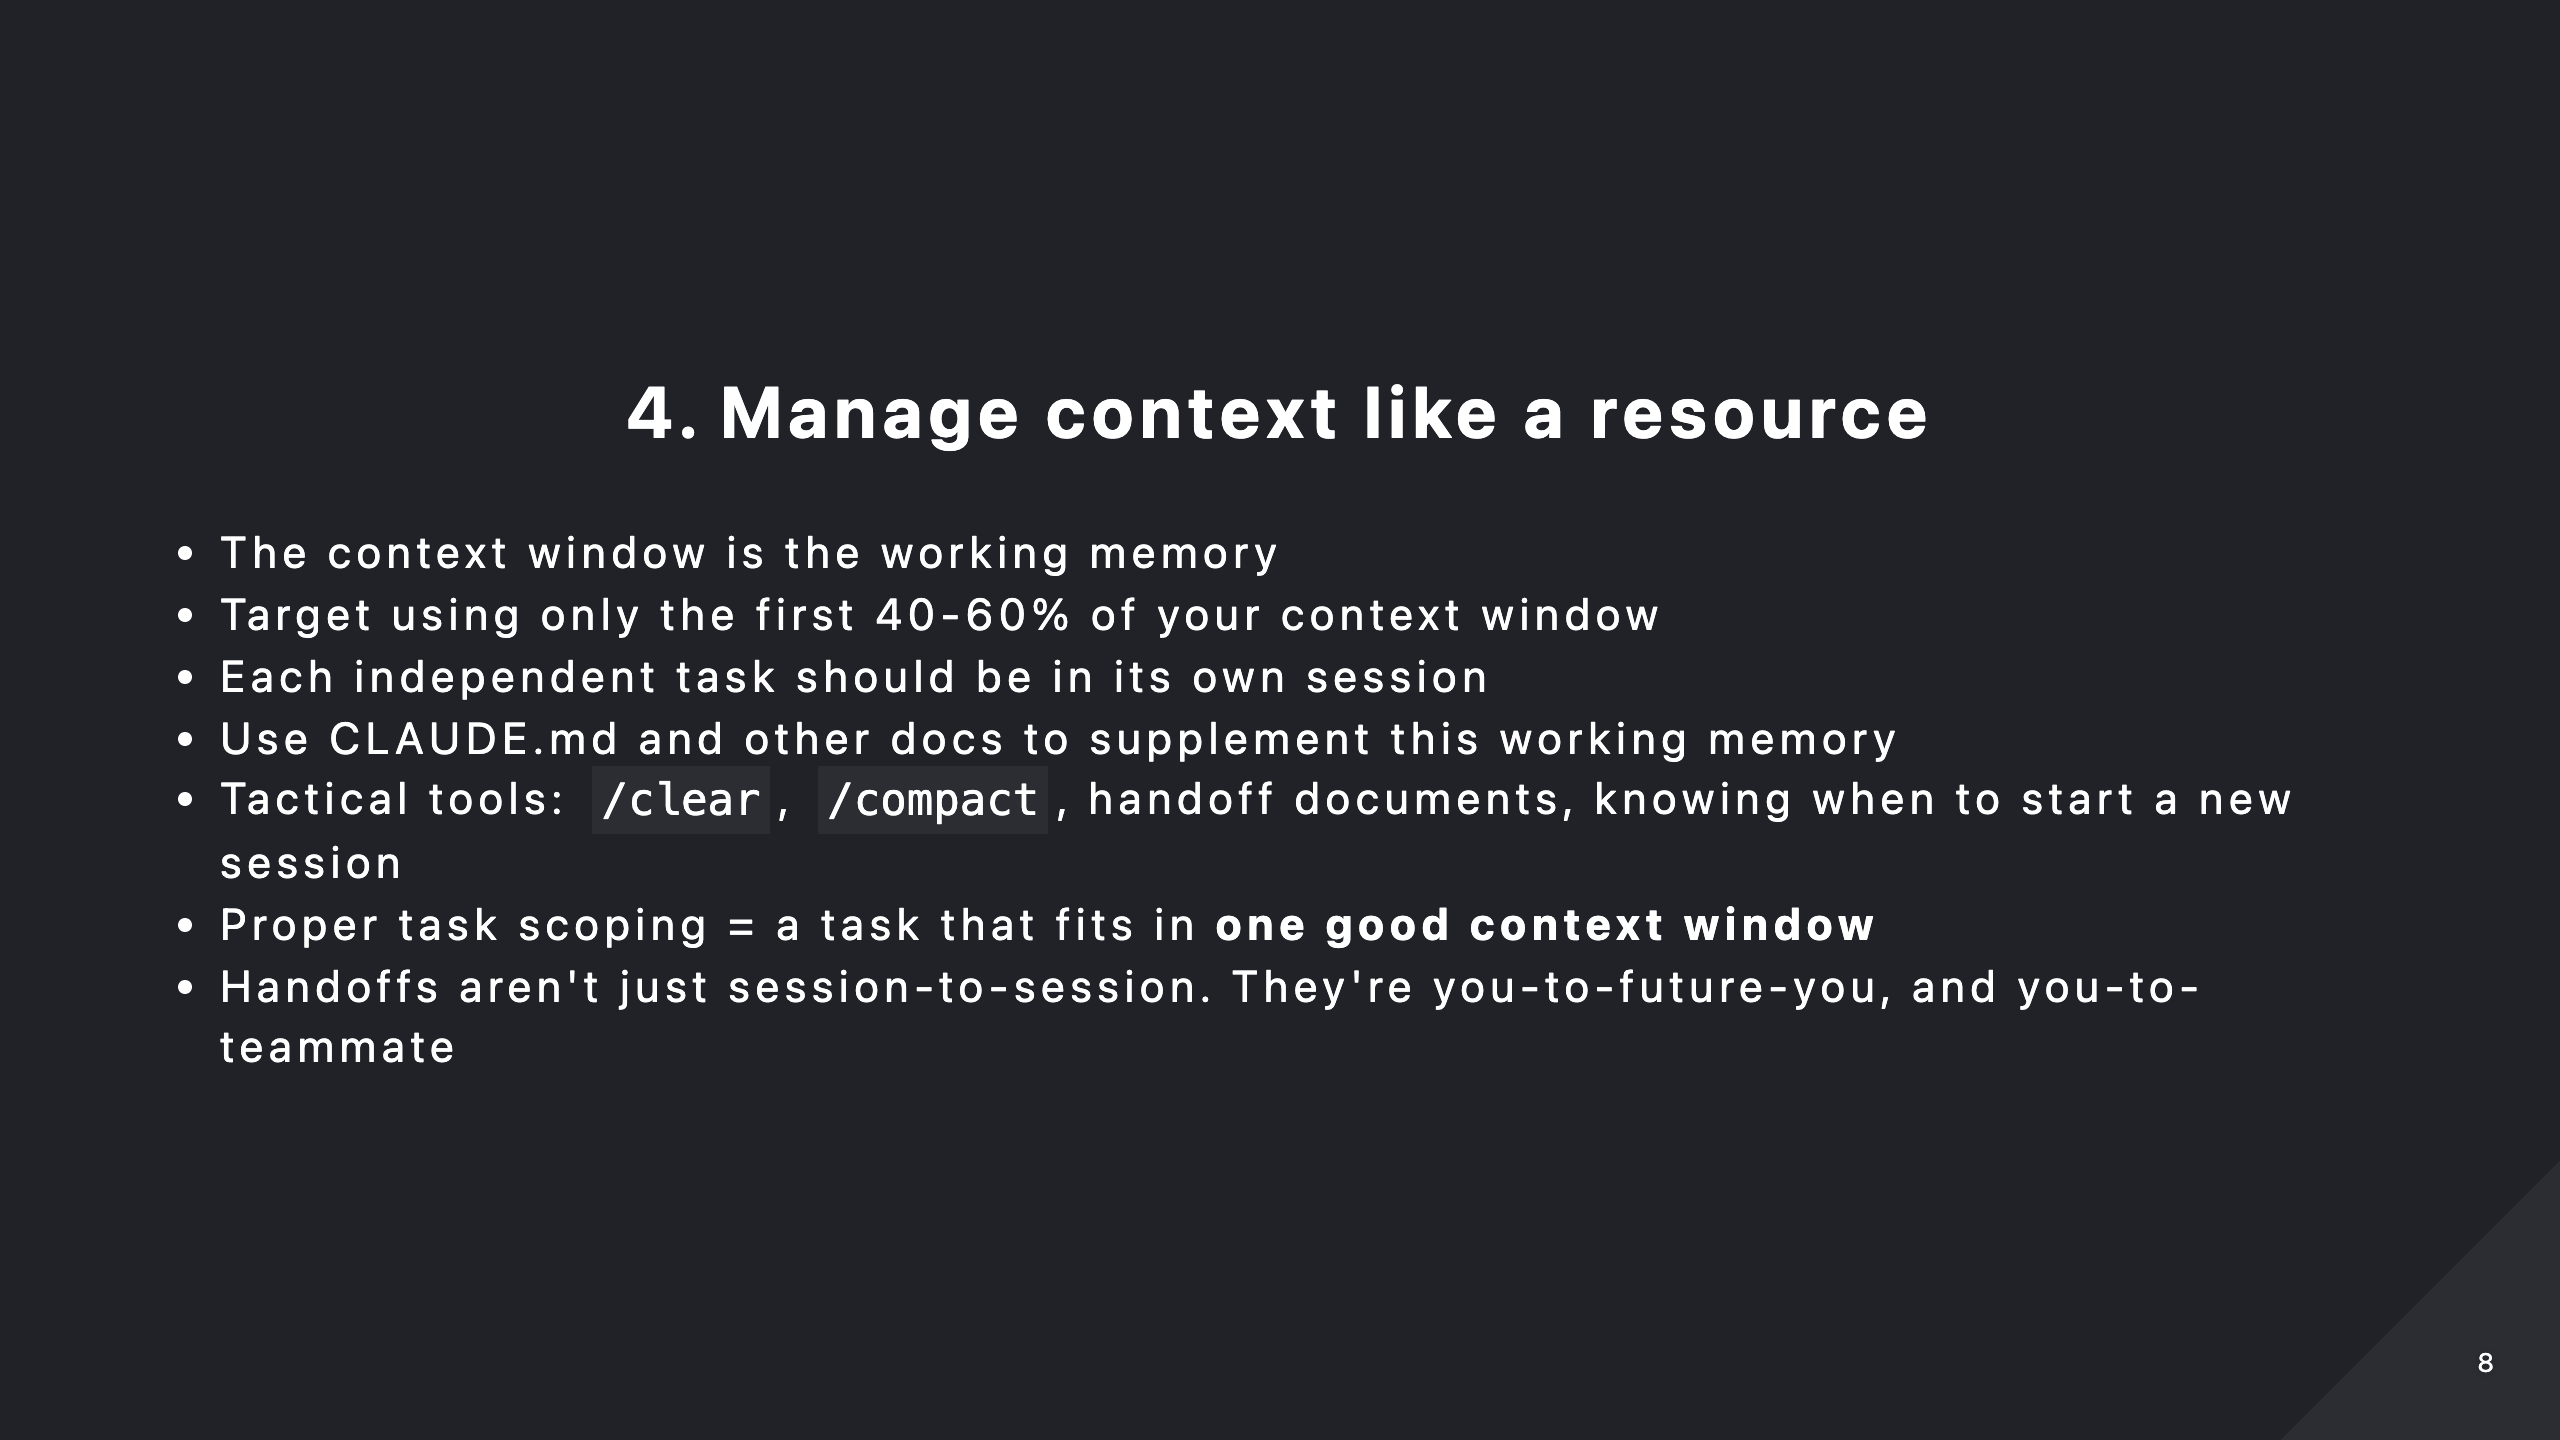 4. Manage context like a resource
• The context window is the working memory
• Target using only the first 40-60% of your context window
• Each independent task should be in its own session
• Use CLAUDE.md and other docs to supplement this working memory
• Tactical tools: /clear, /compact, handoff documents, knowing when to start a new
session
• Proper task scoping = a task that fits in one good context window
• Handoffs aren't just session-to-session. They're you-to-future-you, and you-to-
teammate
8